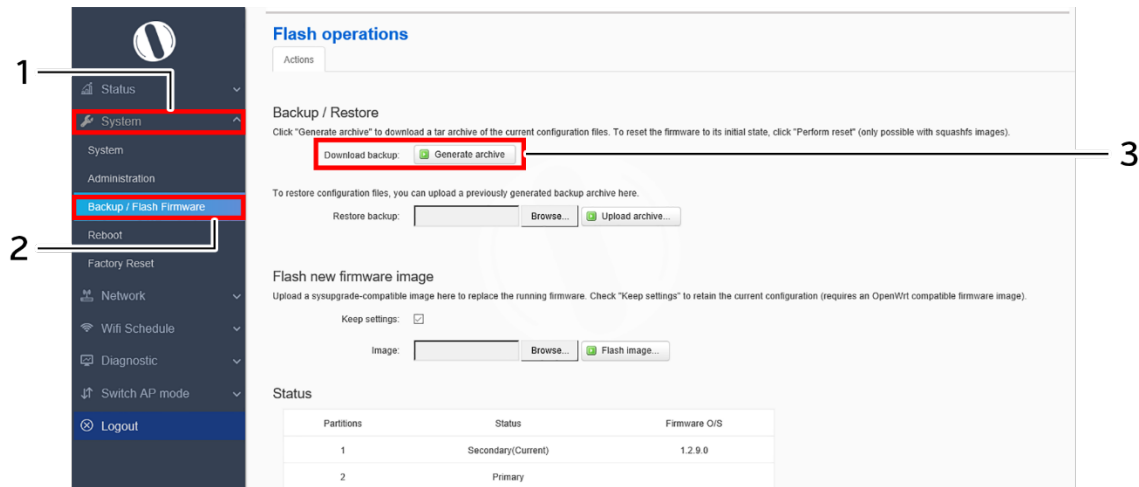 1
2
3
Status
System
System
Administration
Backup / Flash Firmware
Reboot
Factory Reset
Network
Wifi Schedule
Diagnostic
Switch AP mode
Logout
Flash operations
Actions
Backup / Restore
Click "Generate archive" to download a tar archive of the current configuration files. To reset the firmware to its initial state, click "Perform reset" (only possible with squashfs images).
Download backup: Generate archive
To restore configuration files, you can upload a previously generated backup archive here.
Restore backup: Browse... Upload archive...
Flash new firmware image
Upload a sysupgrade-compatible image here to replace the running firmware. Check "Keep settings" to retain the current configuration (requires an OpenWrt compatible firmware image).
Keep settings:
Image: Browse... Flash image...
Status
Partitions Status Firmware O/S
1 Secondary(Current) 1.2.9.0
2 Primary